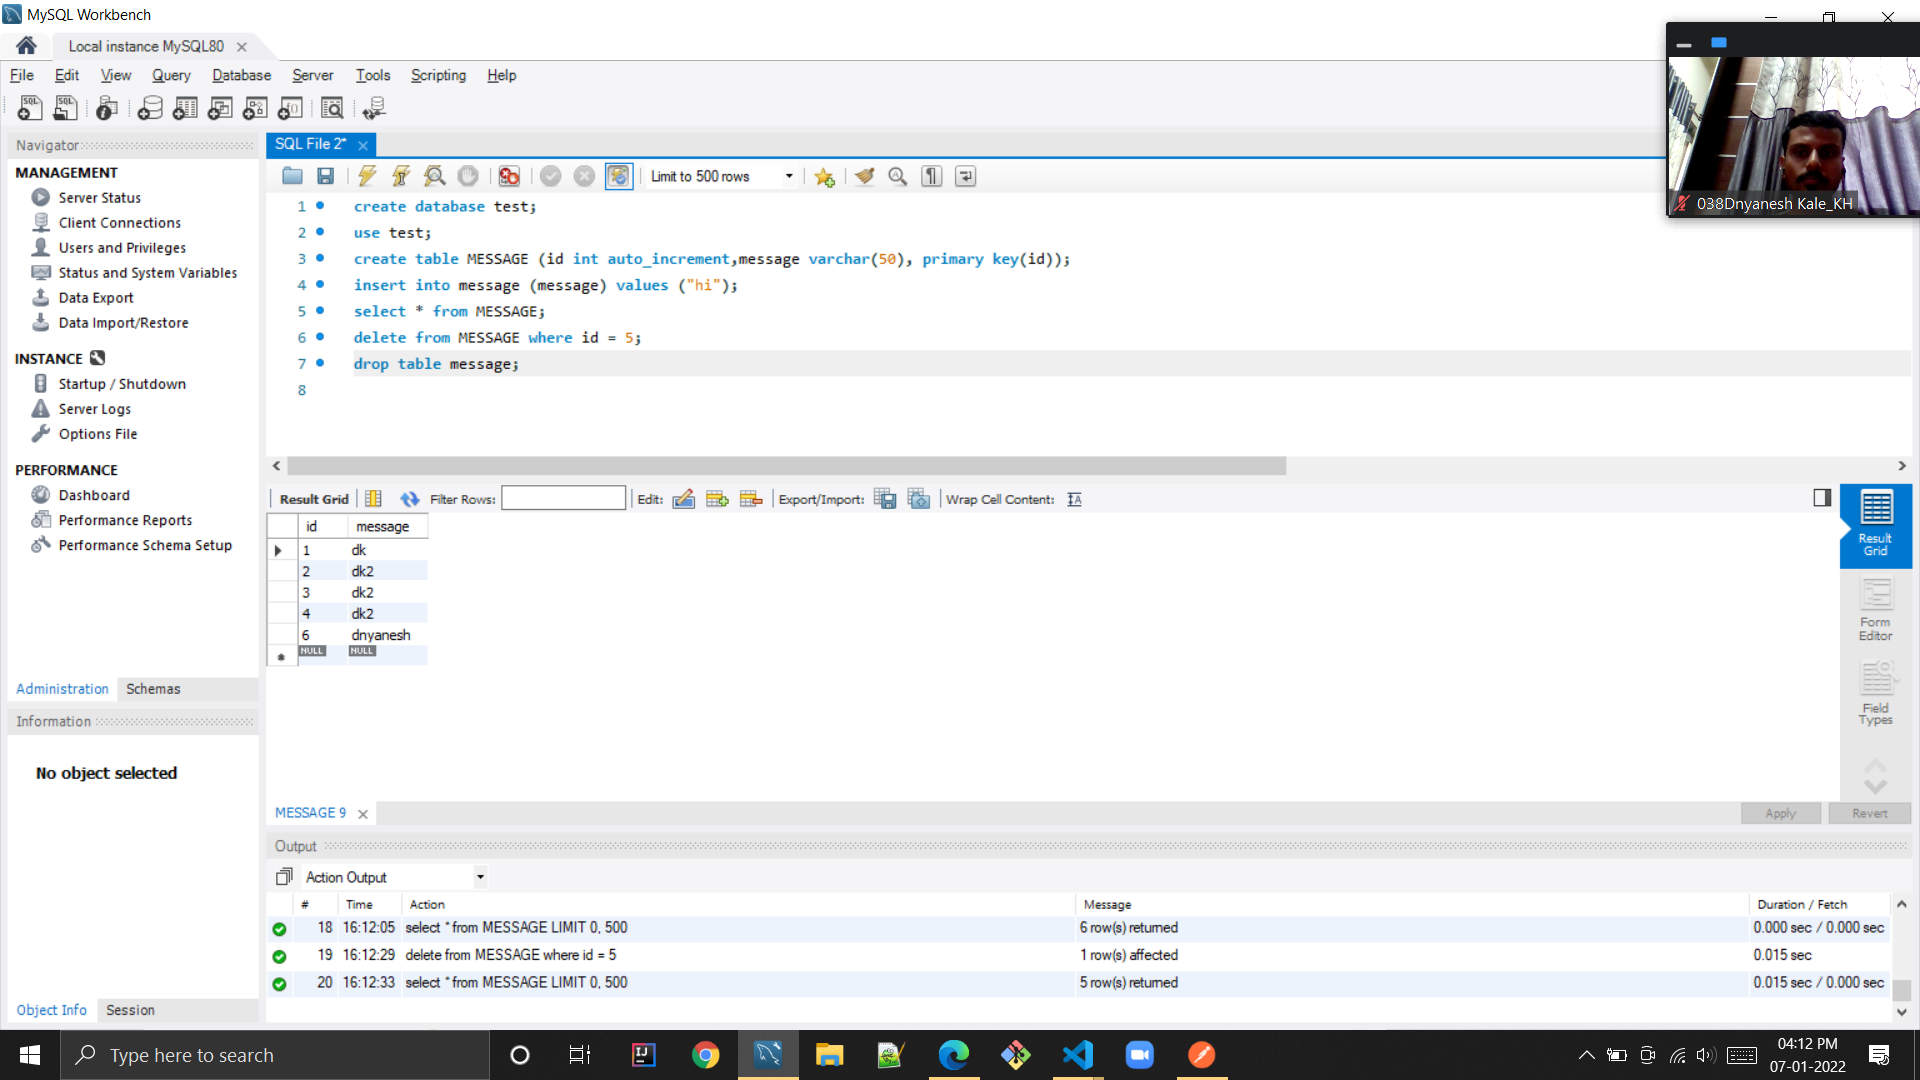 MySQL Workbench
Local instance MySQL80
File Edit View Query Database Server Tools Scripting Help
Navigator
MANAGEMENT
Server Status
Client Connections
Users and Privileges
Status and System Variables
Data Export
Data Import/Restore
INSTANCE
Startup / Shutdown
Server Logs
Options File
PERFORMANCE
Dashboard
Performance Reports
Performance Schema Setup
Administration Schemas
Information
No object selected
Object Info Session
SQL File 2*
Limit to 500 rows
1 create database test;
2 use test;
3 create table MESSAGE (id int auto_increment,message varchar(50), primary key(id));
4 insert into message (message) values ("hi");
5 select * from MESSAGE;
6 delete from MESSAGE where id = 5;
7 drop table message;
8
038Dnyanesh Kale_KH
Result Grid Filter Rows: Edit: Export/Import: Wrap Cell Content:
id message
1 dk
2 dk2
3 dk2
4 dk2
6 dnyanesh
NULL NULL
Result Grid
Form Editor
Field Types
MESSAGE 9
Apply Revert
Output
Action Output
# Time Action Message Duration / Fetch
18 16:12:05 select * from MESSAGE LIMIT 0, 500 6 row(s) returned 0.000 sec / 0.000 sec
19 16:12:29 delete from MESSAGE where id = 5 1 row(s) affected 0.015 sec
20 16:12:33 select * from MESSAGE LIMIT 0, 500 5 row(s) returned 0.015 sec / 0.000 sec
Type here to search
04:12 PM
07-01-2022